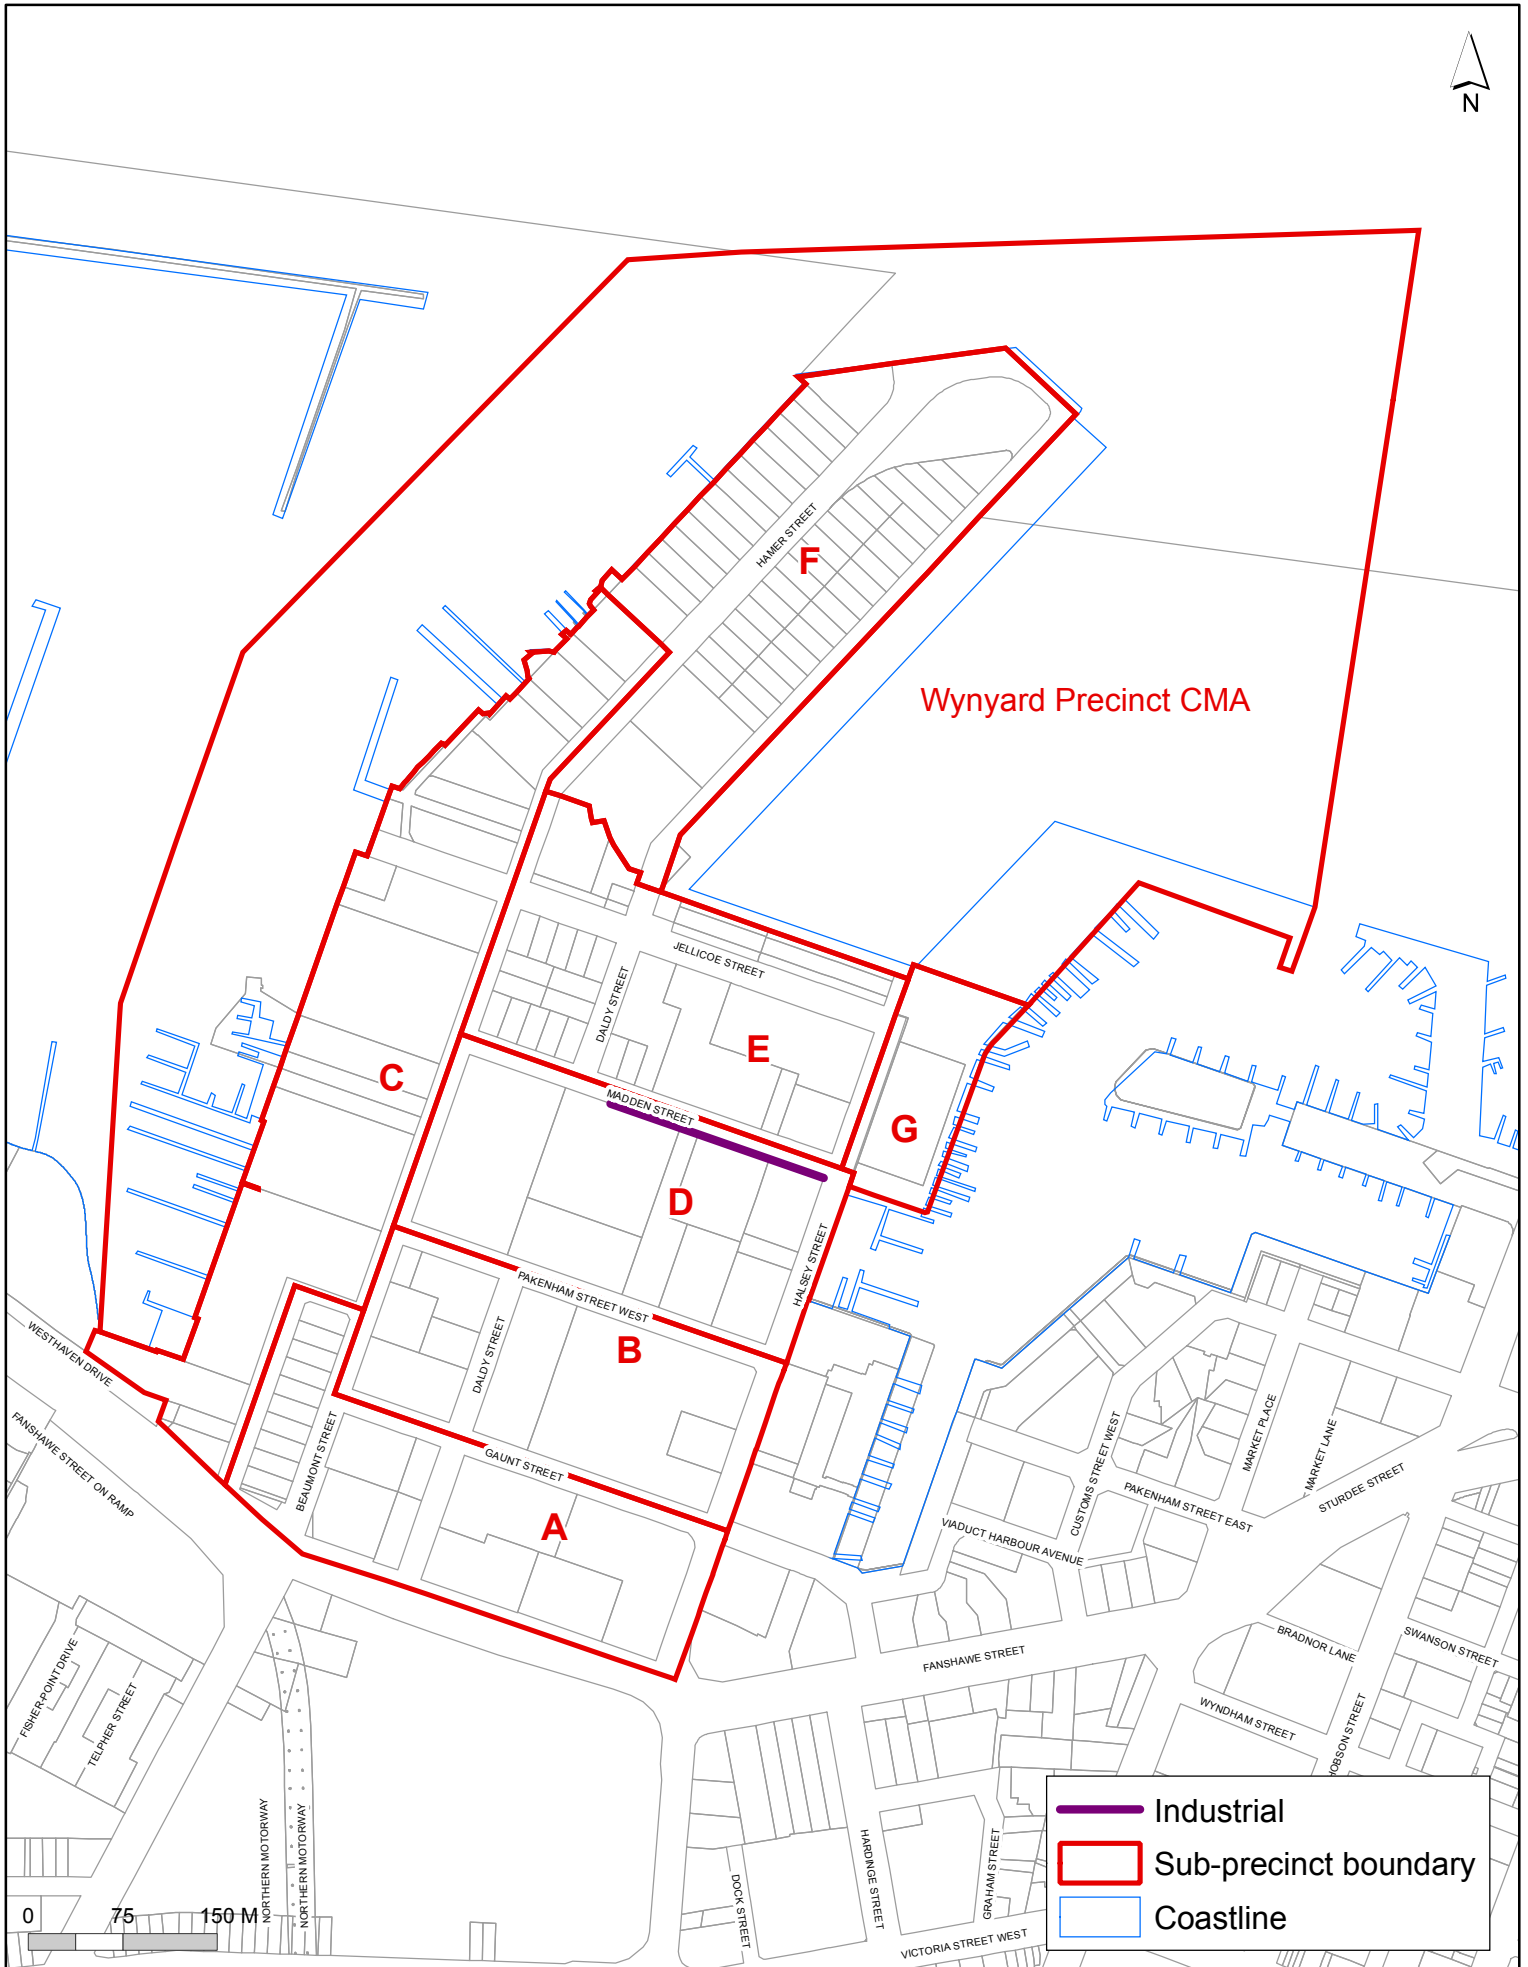 N
HAMER STREET
F
Wynyard Precinct CMA
JELLICOE STREET
DALDY STREET
E
C
MADDEN STREET
G
D
HALSEY STREET
PAKENHAM STREET WEST
B
DALDY STREET
WESTHAVEN DRIVE
FANSHAWE STREET ON RAMP
BEAUMONT STREET
GAUNT STREET
A
CUSTOMS STREET WEST
MARKET PLACE
MARKET LANE
STURDEE STREET
PAKENHAM STREET EAST
VIADUCT HARBOUR AVENUE
FANSHAWE STREET
BRADNOR LANE
SWANSON STREET
WYNDHAM STREET
HOBSON STREET
FISHER-POINT DRIVE
TELPHER STREET
NORTHERN MOTORWAY
NORTHERN MOTORWAY
DOCK STREET
HARDINGE STREET
GRAHAM STREET
VICTORIA STREET WEST
Industrial
Sub-precinct boundary
Coastline
0 75 150 M